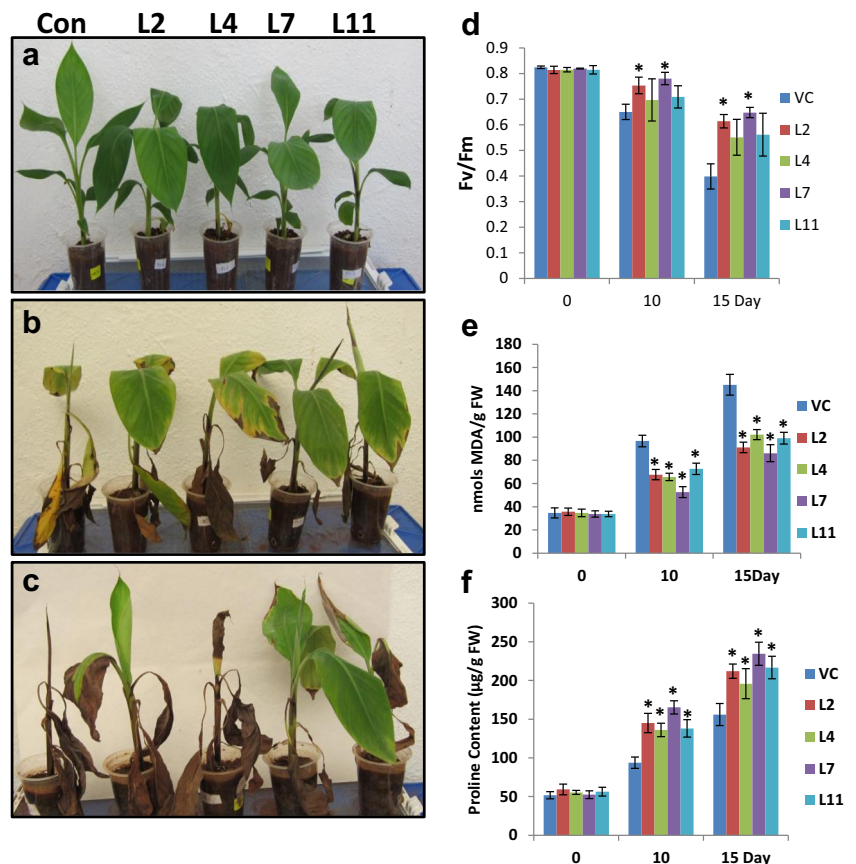 Con L2 L4 L7 L11
a
b
c
d
Fv/Fm
0.9
0.8
0.7
0.6
0.5
0.4
0.3
0.2
0.1
0
* * * *
0 10 15 Day
VC
L2
L4
L5
L7
L11
e
nmols MDA/g FW
180
160
140
120
100
80
60
40
20
0
* * * * * * * *
0 10 15Day
VC
L2
L4
L7
L11
f
Proline Content (µg/g FW)
300
250
200
150
100
50
0
* * * * * * * *
0 10 15 Day
VC
L2
L4
L7
L11